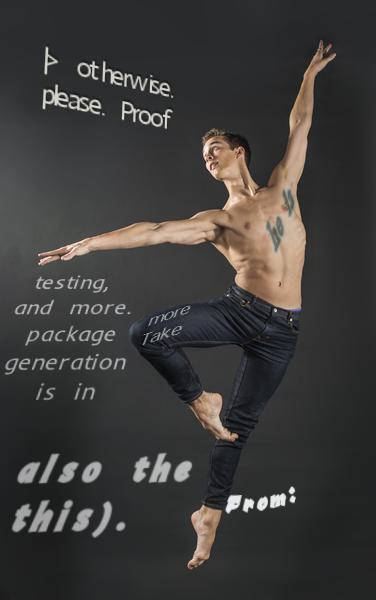 Þ otherwise.
please. Proof
testing,
and more.
package
generation
is in
more
Take
also the
this).
From: